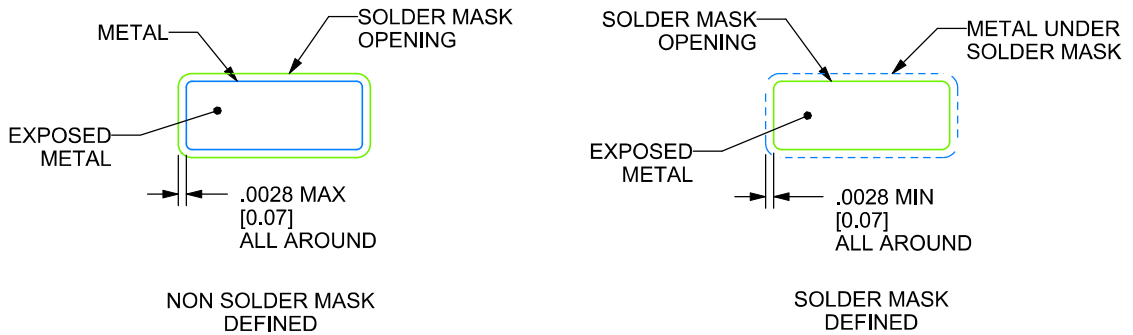 METAL
SOLDER MASK
OPENING
EXPOSED
METAL
.0028 MAX
[0.07]
ALL AROUND
NON SOLDER MASK
DEFINED
SOLDER MASK
OPENING
METAL UNDER
SOLDER MASK
EXPOSED
METAL
.0028 MIN
[0.07]
ALL AROUND
SOLDER MASK
DEFINED